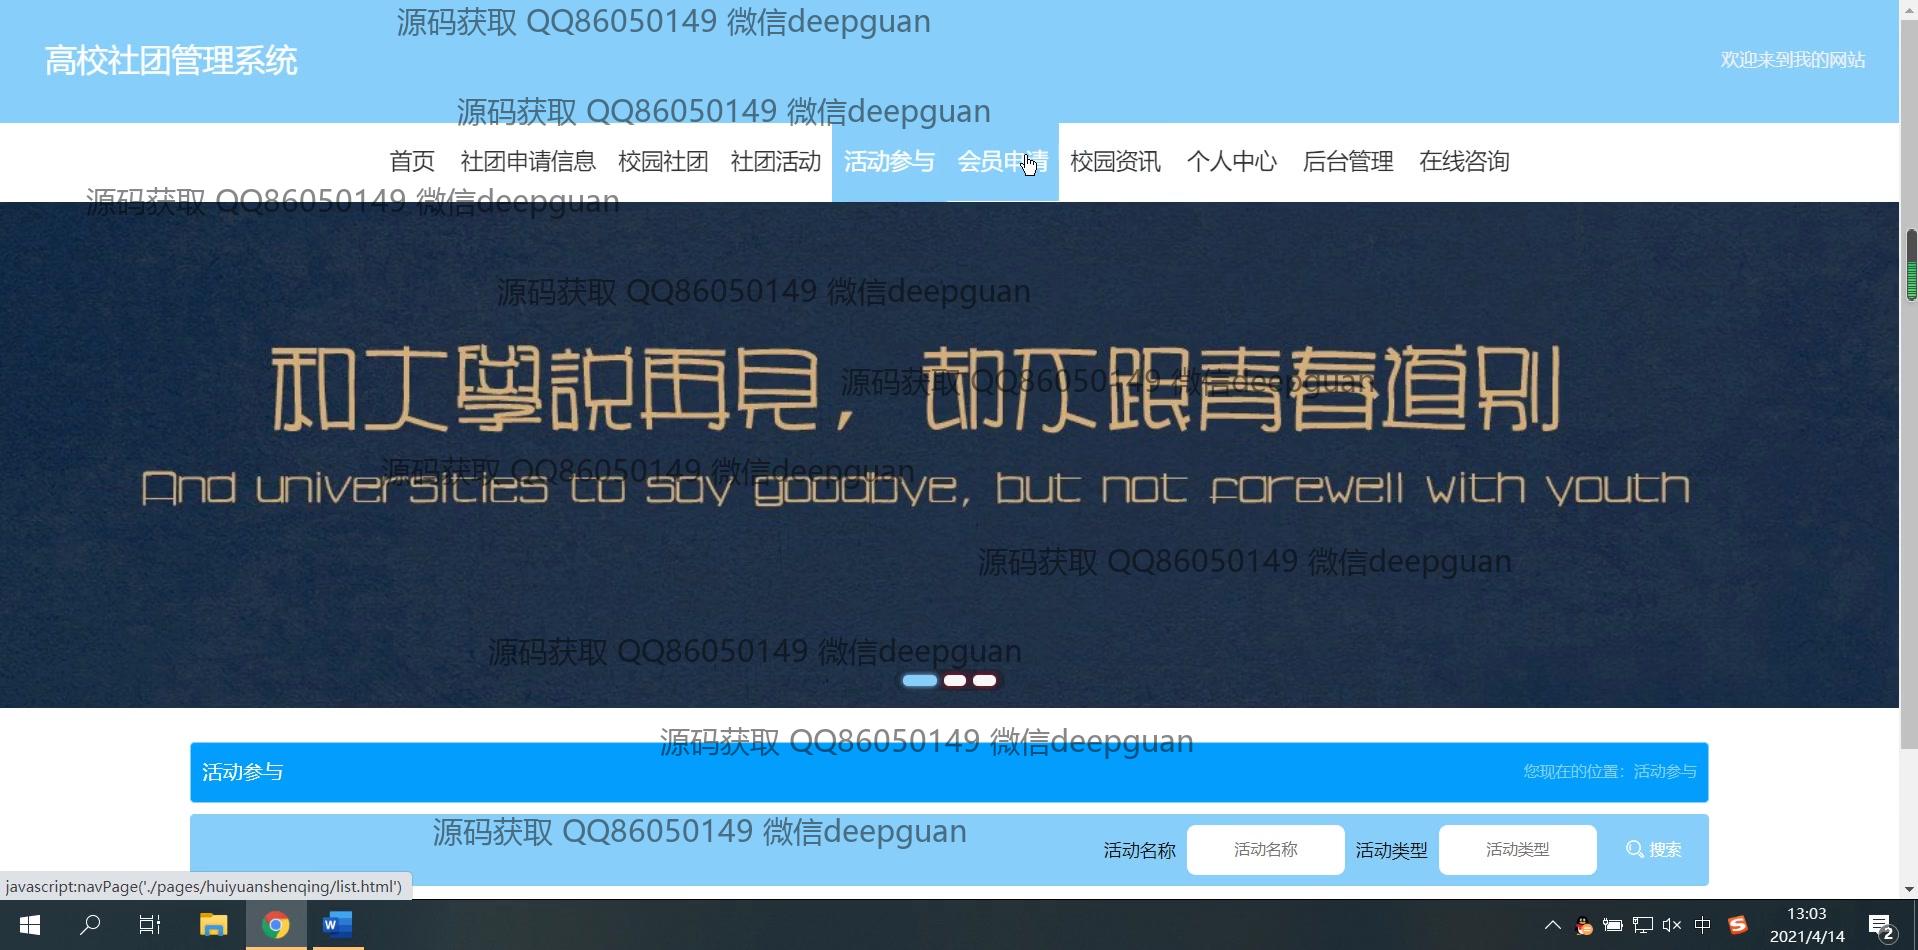 源码获取 QQ86050149 微信deepguan
高校社团管理系统
欢迎来到我的网站
源码获取 QQ86050149 微信deepguan
首页 社团申请信息 校园社团 社团活动 活动参与 会员申请 校园资讯 个人中心 后台管理 在线咨询
源码获取 QQ86050149 微信deepguan
源码获取 QQ86050149 微信deepguan
和大學説再見，却不跟青春道别
源码获取 QQ86050149 微信deepguan
源码获取 QQ86050149 微信deepguan
And universities to say goodbye, but not farewell with youth
源码获取 QQ86050149 微信deepguan
源码获取 QQ86050149 微信deepguan
源码获取 QQ86050149 微信deepguan
活动参与
您现在的位置：活动参与
源码获取 QQ86050149 微信deepguan
活动名称 活动名称 活动类型 活动类型 搜索
javascript:navPage('./pages/huiyuanshenqing/list.html')
W
中
S
13:03
2021/4/14
2